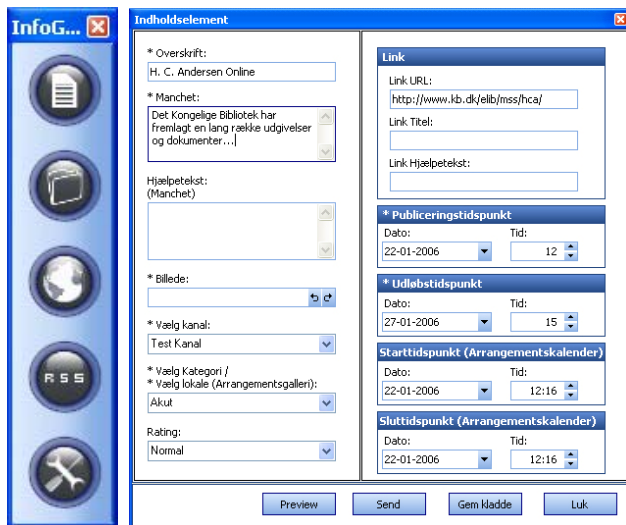 InfoG...
RSS
Indholdselement
* Overskrift:
H. C. Andersen Online
* Manchet:
Det Kongelige Bibliotek har
fremlagt en lang række udgivelser
og dokumenter...
Hjælpetekst:
(Manchet)
* Billede:
* Vælg kanal:
Test Kanal
* Vælg Kategori /
* Vælg lokale (Arrangementsgalleri):
Akut
Rating:
Normal
Link
Link URL:
http://www.kb.dk/elib/mss/hca/
Link Titel:
Link Hjælpetekst:
* Publiceringstidspunkt
Dato: Tid:
22-01-2006 12
* Udløbstidspunkt
Dato: Tid:
27-01-2006 15
Starttidspunkt (Arrangementskalender)
Dato: Tid:
22-01-2006 12:16
Sluttidspunkt (Arrangementskalender)
Dato: Tid:
22-01-2006 12:16
Preview Send Gem kladde Luk